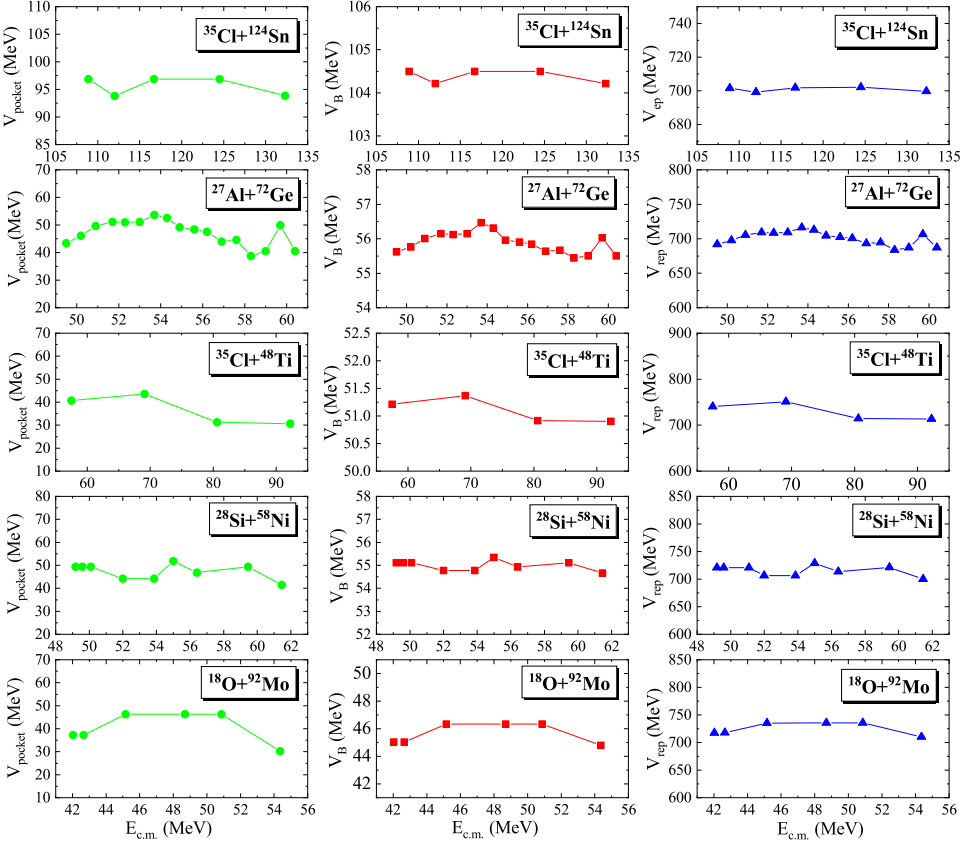 110
105
100
95
90
85
V_pocket (MeV)
³⁵Cl+¹²⁴Sn
105 110 115 120 125 130 135
106
105
104
103
V_B (MeV)
³⁵Cl+¹²⁴Sn
105 110 115 120 125 130 135
740
720
700
680
V_ep (MeV)
³⁵Cl+¹²⁴Sn
105 110 115 120 125 130 135
70
60
50
40
30
20
V_pocket(MeV)
²⁷Al+⁷²Ge
50 52 54 56 58 60
58
57
56
55
54
V_B (MeV)
²⁷Al+⁷²Ge
50 52 54 56 58 60
800
750
700
650
600
V_rep (MeV)
²⁷Al+⁷²Ge
50 52 54 56 58 60
70
60
50
40
30
20
10
V_pocket (MeV)
³⁵Cl+⁴⁸Ti
60 70 80 90
52.5
52.0
51.5
51.0
50.5
50.0
V_B (MeV)
³⁵Cl+⁴⁸Ti
60 70 80 90
900
800
700
600
V_rep (MeV)
³⁵Cl+⁴⁸Ti
60 70 80 90
80
70
60
50
40
30
20
V_pocket (MeV)
²⁸Si+⁵⁸Ni
48 50 52 54 56 58 60 62
58
57
56
55
54
53
52
V_B (MeV)
²⁸Si+⁵⁸Ni
48 50 52 54 56 58 60 62
850
800
750
700
650
600
V_rep (MeV)
²⁸Si+⁵⁸Ni
48 50 52 54 56 58 60 62
70
60
50
40
30
20
10
V_pocket (MeV)
¹⁸O+⁹²Mo
42 44 46 48 50 52 54 56
E_c.m. (MeV)
50
48
46
44
42
V_B (MeV)
¹⁸O+⁹²Mo
42 44 46 48 50 52 54 56
E_c.m. (MeV)
850
800
750
700
650
600
V_rep (MeV)
¹⁸O+⁹²Mo
42 44 46 48 50 52 54 56
E_c.m. (MeV)